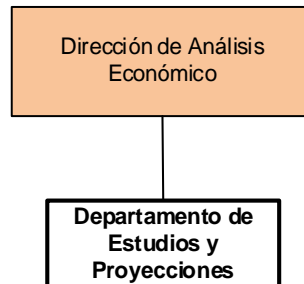 Dirección de Análisis
Económico
Departamento de
Estudios y
Proyecciones